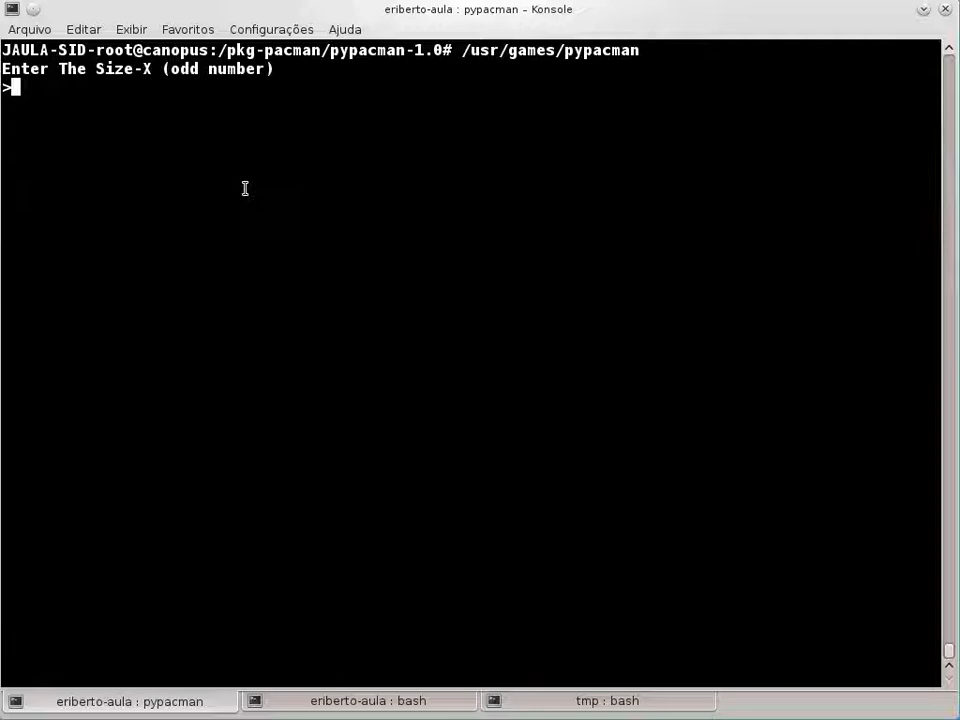 eriberto-aula : pypacman – Konsole
Arquivo Editar Exibir Favoritos Configurações Ajuda
JAULA-SID-root@canopus:/pkg-pacman/pypacman-1.0# /usr/games/pypacman
Enter The Size-X (odd number)
>
eriberto-aula : pypacman eriberto-aula : bash tmp : bash